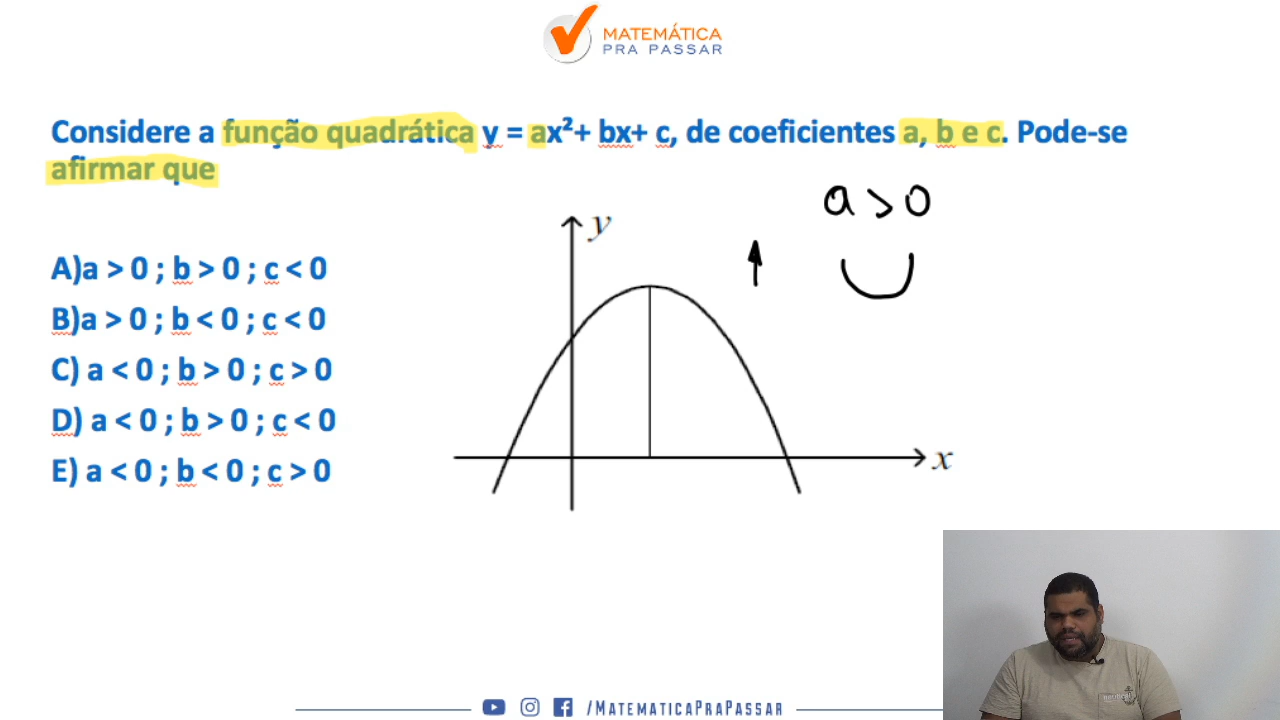 MATEMÁTICA
PRA PASSAR
Considere a função quadrática y = ax²+ bx+ c, de coeficientes a, b e c. Pode-se
afirmar que
a > 0
y
A)a > 0 ; b > 0 ; c < 0
B)a > 0 ; b < 0 ; c < 0
C) a < 0 ; b > 0 ; c > 0
D) a < 0 ; b > 0 ; c < 0
E) a < 0 ; b < 0 ; c > 0
x
/MatematicaPraPassar